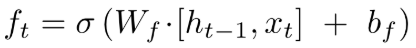 f_t = σ (W_f · [h_{t−1}, x_t] + b_f)